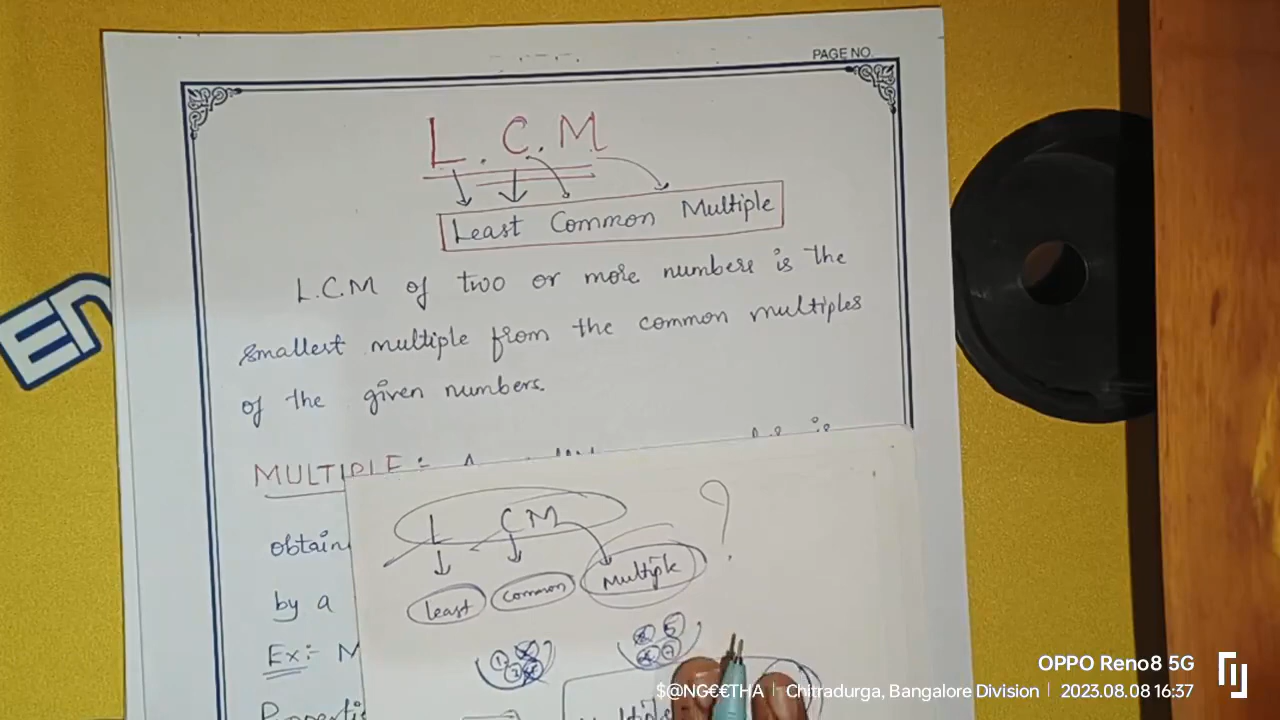 PAGE NO.
L.C.M
Least Common Multiple
L.C.M of two or more numbers is the
smallest multiple from the common multiples
of the given numbers.
MULTIPLE :-
obtain
by a
Ex:- M
EN
L C M ?
Least Common Multiple
OPPO Reno8 5G
$@NG€€THA | Chitradurga, Bangalore Division | 2023.08.08 16:37